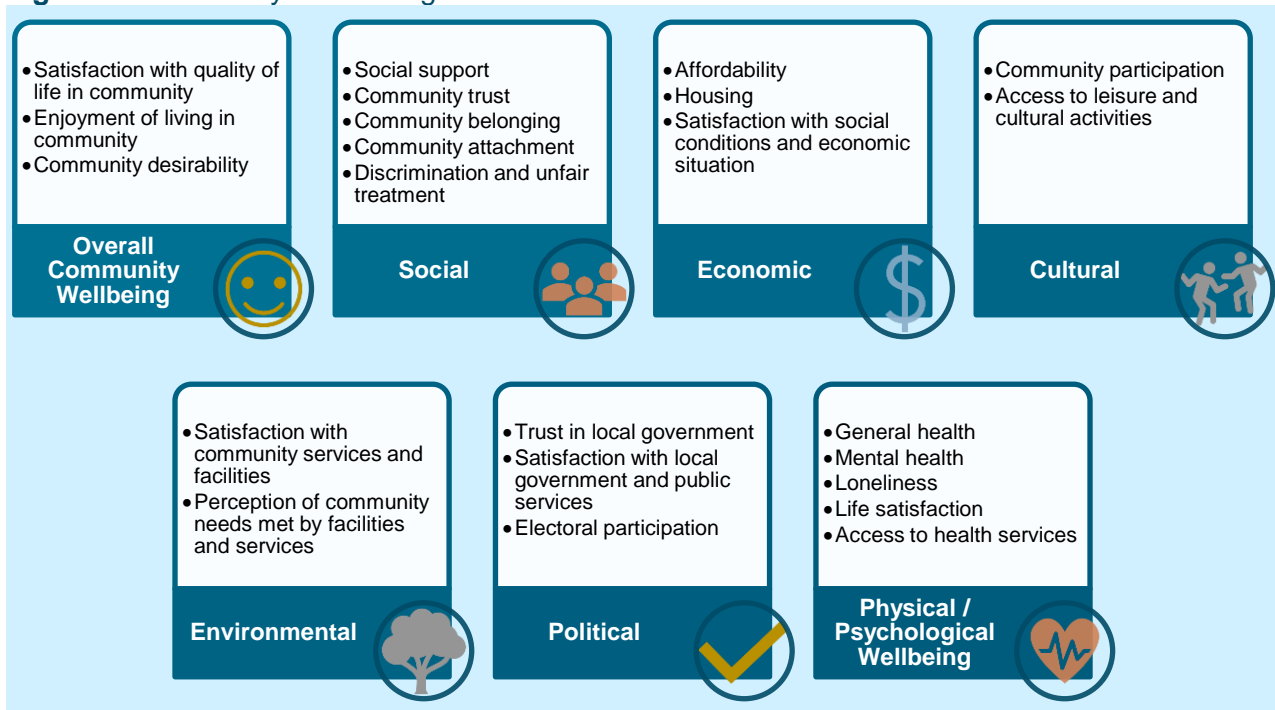 •Satisfaction with quality of
life in community
•Enjoyment of living in
community
•Community desirability
Overall
Community
Wellbeing
•Social support
•Community trust
•Community belonging
•Community attachment
•Discrimination and unfair
treatment
Social
•Affordability
•Housing
•Satisfaction with social
conditions and economic
situation
Economic
$
•Community participation
•Access to leisure and
cultural activities
Cultural
•Satisfaction with
community services and
facilities
•Perception of community
needs met by facilities
and services
Environmental
•Trust in local government
•Satisfaction with local
government and public
services
•Electoral participation
Political
•General health
•Mental health
•Loneliness
•Life satisfaction
•Access to health services
Physical /
Psychological
Wellbeing